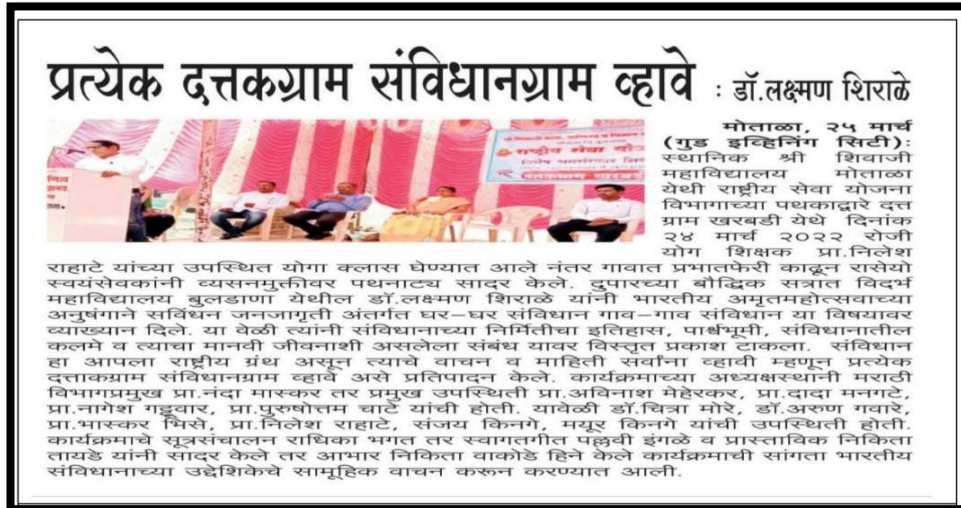 प्रत्येक दत्तकग्राम संविधानग्राम व्हावे : डॉ.लक्ष्मण शिराळे
राष्ट्रीय सेवा योज
मोताळा, २५ मार्च
(गुड इव्हिनिंग सिटी):
स्थानिक श्री शिवाजी
महाविद्यालय मोताळा
येथी राष्ट्रीय सेवा योजना
विभागाच्या पथकाद्वारे दत्त
ग्राम खरबडी येथे दिनांक
२४ मार्च २०२२ रोजी
योग शिक्षक प्रा.निलेश
राहाटे यांच्या उपस्थित योगा क्लास घेण्यात आले नंतर गावात प्रभातफेरी काढून रासेयो
स्वयंसेवकांनी व्यसनमुक्तीवर पथनाट्य सादर केले. दुपारच्या बौद्धिक सत्रात विदर्भ
महाविद्यालय बुलडाणा येथील डॉ.लक्ष्मण शिराळे यांनी भारतीय अमृतमहोत्सवाच्या
अनुषंगाने सविंधन जनजागृती अंतर्गत घर–घर संविधान गाव–गाव संविधान या विषयावर
व्याख्यान दिले. या वेळी त्यांनी संविधानाच्या निर्मितीचा इतिहास, पार्श्वभूमी, संविधानातील
कलमे व त्याचा मानवी जीवनाशी असलेला संबंध यावर विस्तृत प्रकाश टाकला. संविधान
हा आपला राष्ट्रीय ग्रंथ असून त्याचे वाचन व माहिती सर्वांना व्हावी म्हणून प्रत्येक
दत्ताकग्राम संविधानग्राम व्हावे असे प्रतिपादन केले. कार्यक्रमाच्या अध्यक्षस्थानी मराठी
विभागप्रमुख प्रा.नंदा मास्कर तर प्रमुख उपस्थिती प्रा.अविनाश मेहेरकर, प्रा.दादा मनगटे,
प्रा.नागेश गट्टूवार, प्रा.पुरुषोत्तम चाटे यांची होती. यावेळी डॉ.चित्रा मोरे, डॉ.अरुण गवारे,
प्रा.भास्कर भिसे, प्रा.निलेश राहाटे, संजय किनगे, मयूर किनगे यांची उपस्थिती होती.
कार्यक्रमाचे सूत्रसंचालन राधिका भगत तर स्वागतगीत पल्लवी इंगळे व प्रास्ताविक निकिता
तायडे यांनी सादर केले तर आभार निकिता वाकोडे हिने केले कार्यक्रमाची सांगता भारतीय
संविधानाच्या उद्देशिकेचे सामूहिक वाचन करून करण्यात आली.